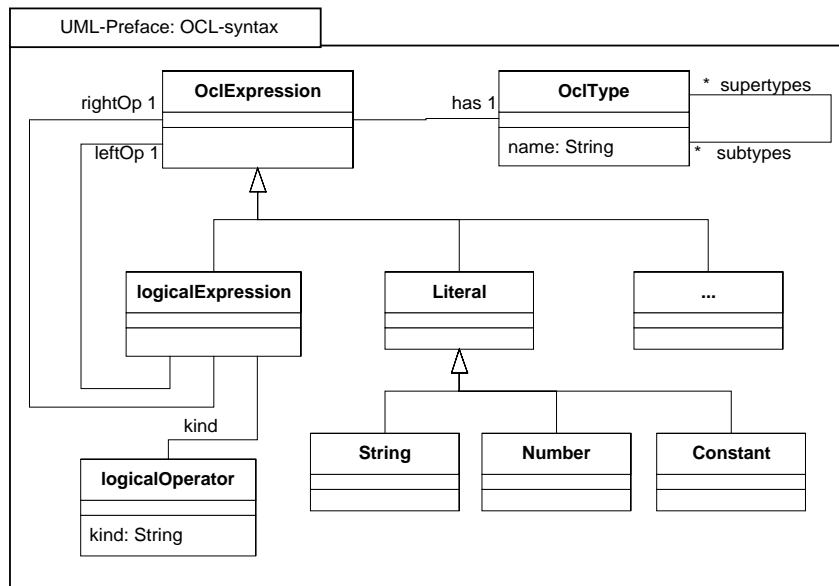 UML-Preface: OCL-syntax
OclExpression
OclType
* supertypes
rightOp 1
has 1
name: String
leftOp 1
* subtypes
logicalExpression
Literal
...
kind
String
Number
Constant
logicalOperator
kind: String